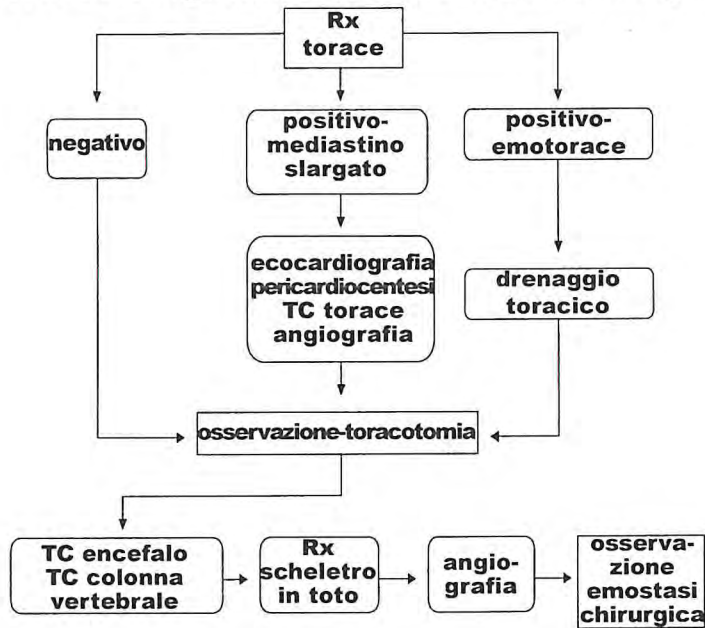 Rx
torace
negativo
positivo-
mediastino
slargato
positivo-
emotorace
ecocardiografia
pericardiocentesi
TC torace
angiografia
drenaggio
toracico
osservazione-toracotomia
TC encefalo
TC colonna
vertebrale
Rx
scheletro
in toto
angio-
grafia
osserva-
zione
emostasi
chirurgica